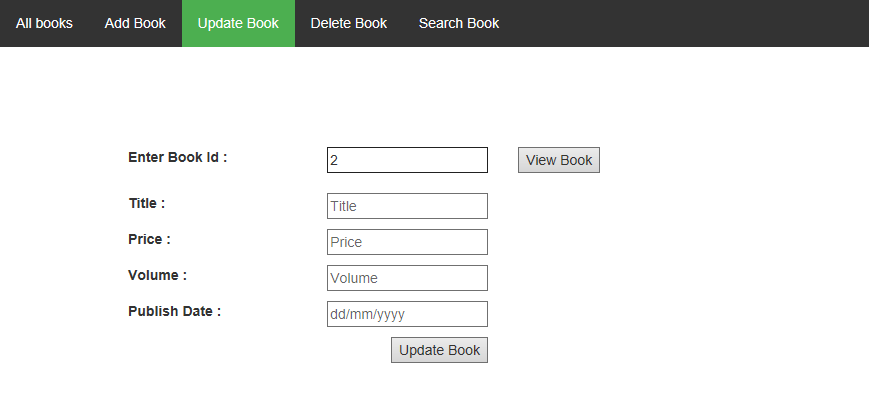 All books Add Book Update Book Delete Book Search Book
Enter Book Id : 2 View Book
Title : Title
Price : Price
Volume : Volume
Publish Date : dd/mm/yyyy
Update Book